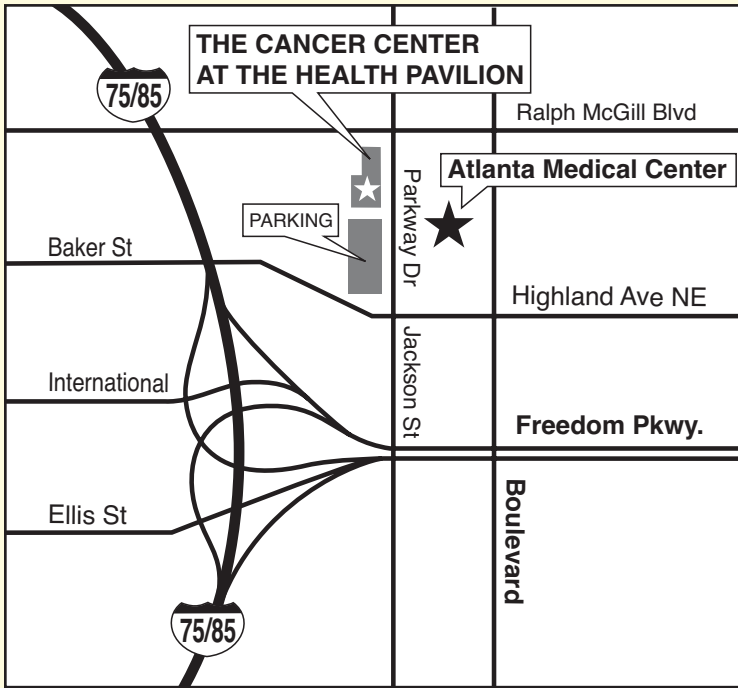 THE CANCER CENTER
AT THE HEALTH PAVILION
75/85
Ralph McGill Blvd
Atlanta Medical Center
Parkway Dr
PARKING
Baker St
Highland Ave NE
International
Jackson St
Freedom Pkwy.
Ellis St
Boulevard
75/85